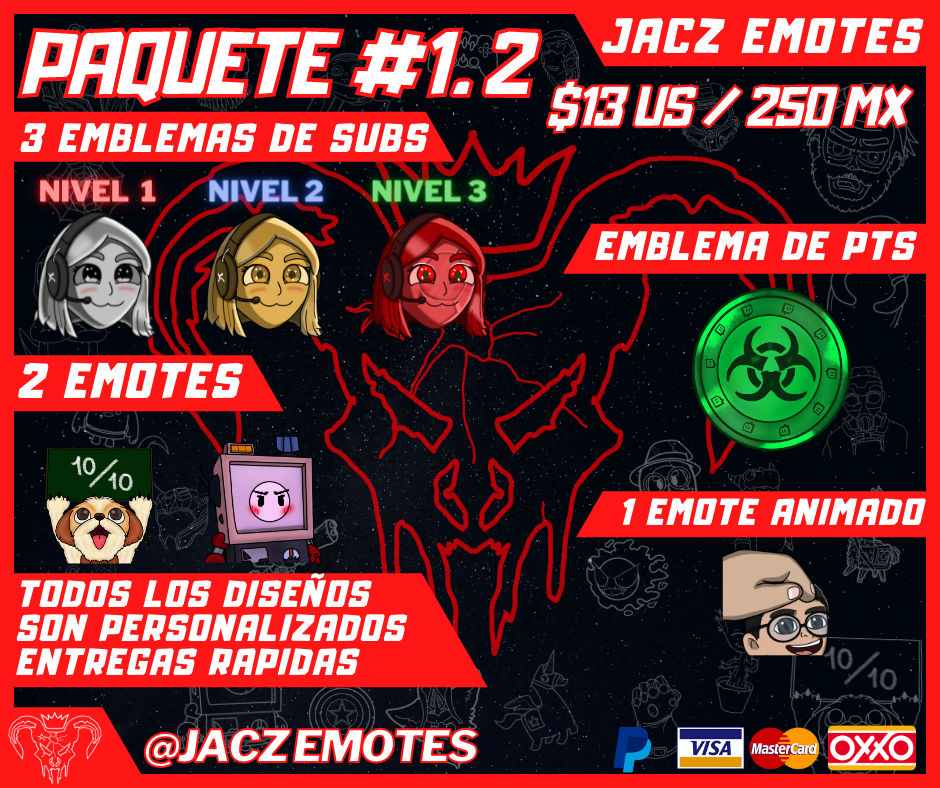 PAQUETE #1.2
JACZ EMOTES
$13 US / 250 MX
3 EMBLEMAS DE SUBS
NIVEL 1
NIVEL 2
NIVEL 3
EMBLEMA DE PTS
2 EMOTES
10/10
1 EMOTE ANIMADO
TODOS LOS DISEÑOS
SON PERSONALIZADOS
ENTREGAS RAPIDAS
10/10
@JACZ EMOTES
VISA
MasterCard
OXXO